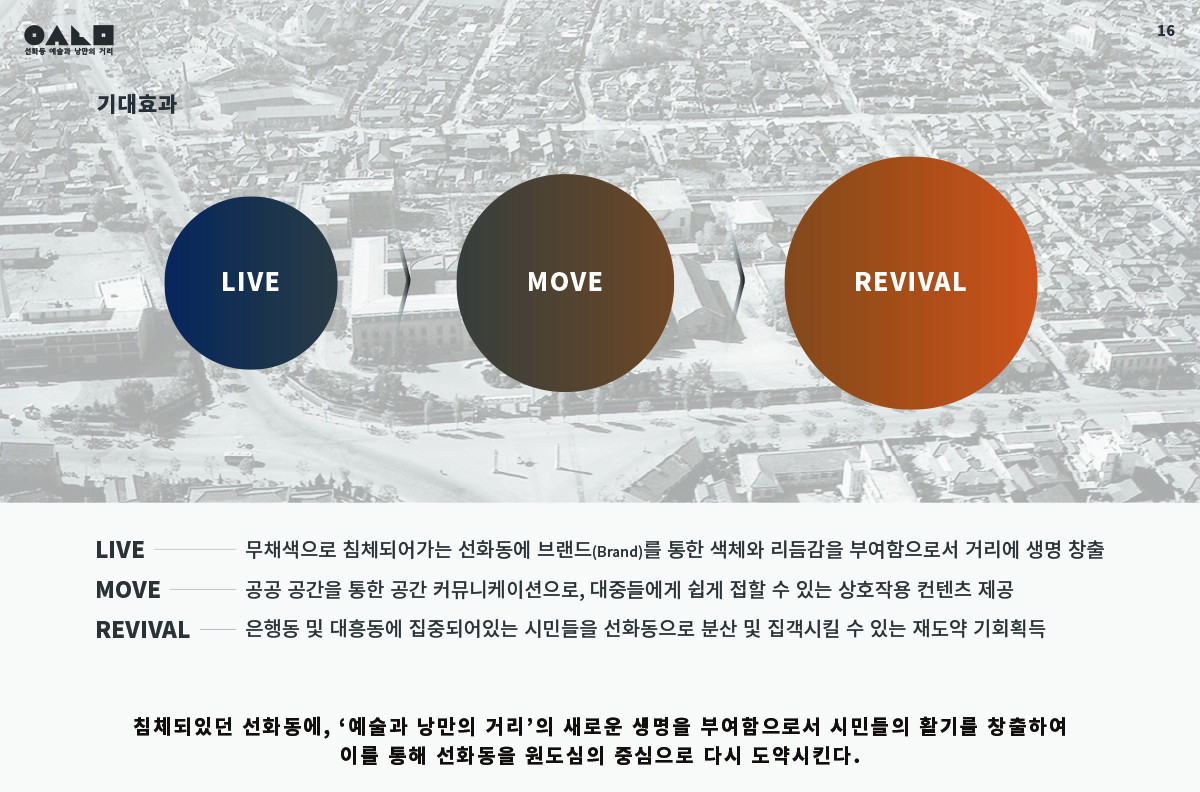 선화동 예술과 낭만의 거리
16
기대효과
LIVE
MOVE
REVIVAL
LIVE 무채색으로 침체되어가는 선화동에 브랜드(Brand)를 통한 색체와 리듬감을 부여함으로서 거리에 생명 창출
MOVE 공공 공간을 통한 공간 커뮤니케이션으로, 대중들에게 쉽게 접할 수 있는 상호작용 컨텐츠 제공
REVIVAL 은행동 및 대흥동에 집중되어있는 시민들을 선화동으로 분산 및 집객시킬 수 있는 재도약 기회획득
침체되있던 선화동에, ‘예술과 낭만의 거리’의 새로운 생명을 부여함으로서 시민들의 활기를 창출하여
이를 통해 선화동을 원도심의 중심으로 다시 도약시킨다.